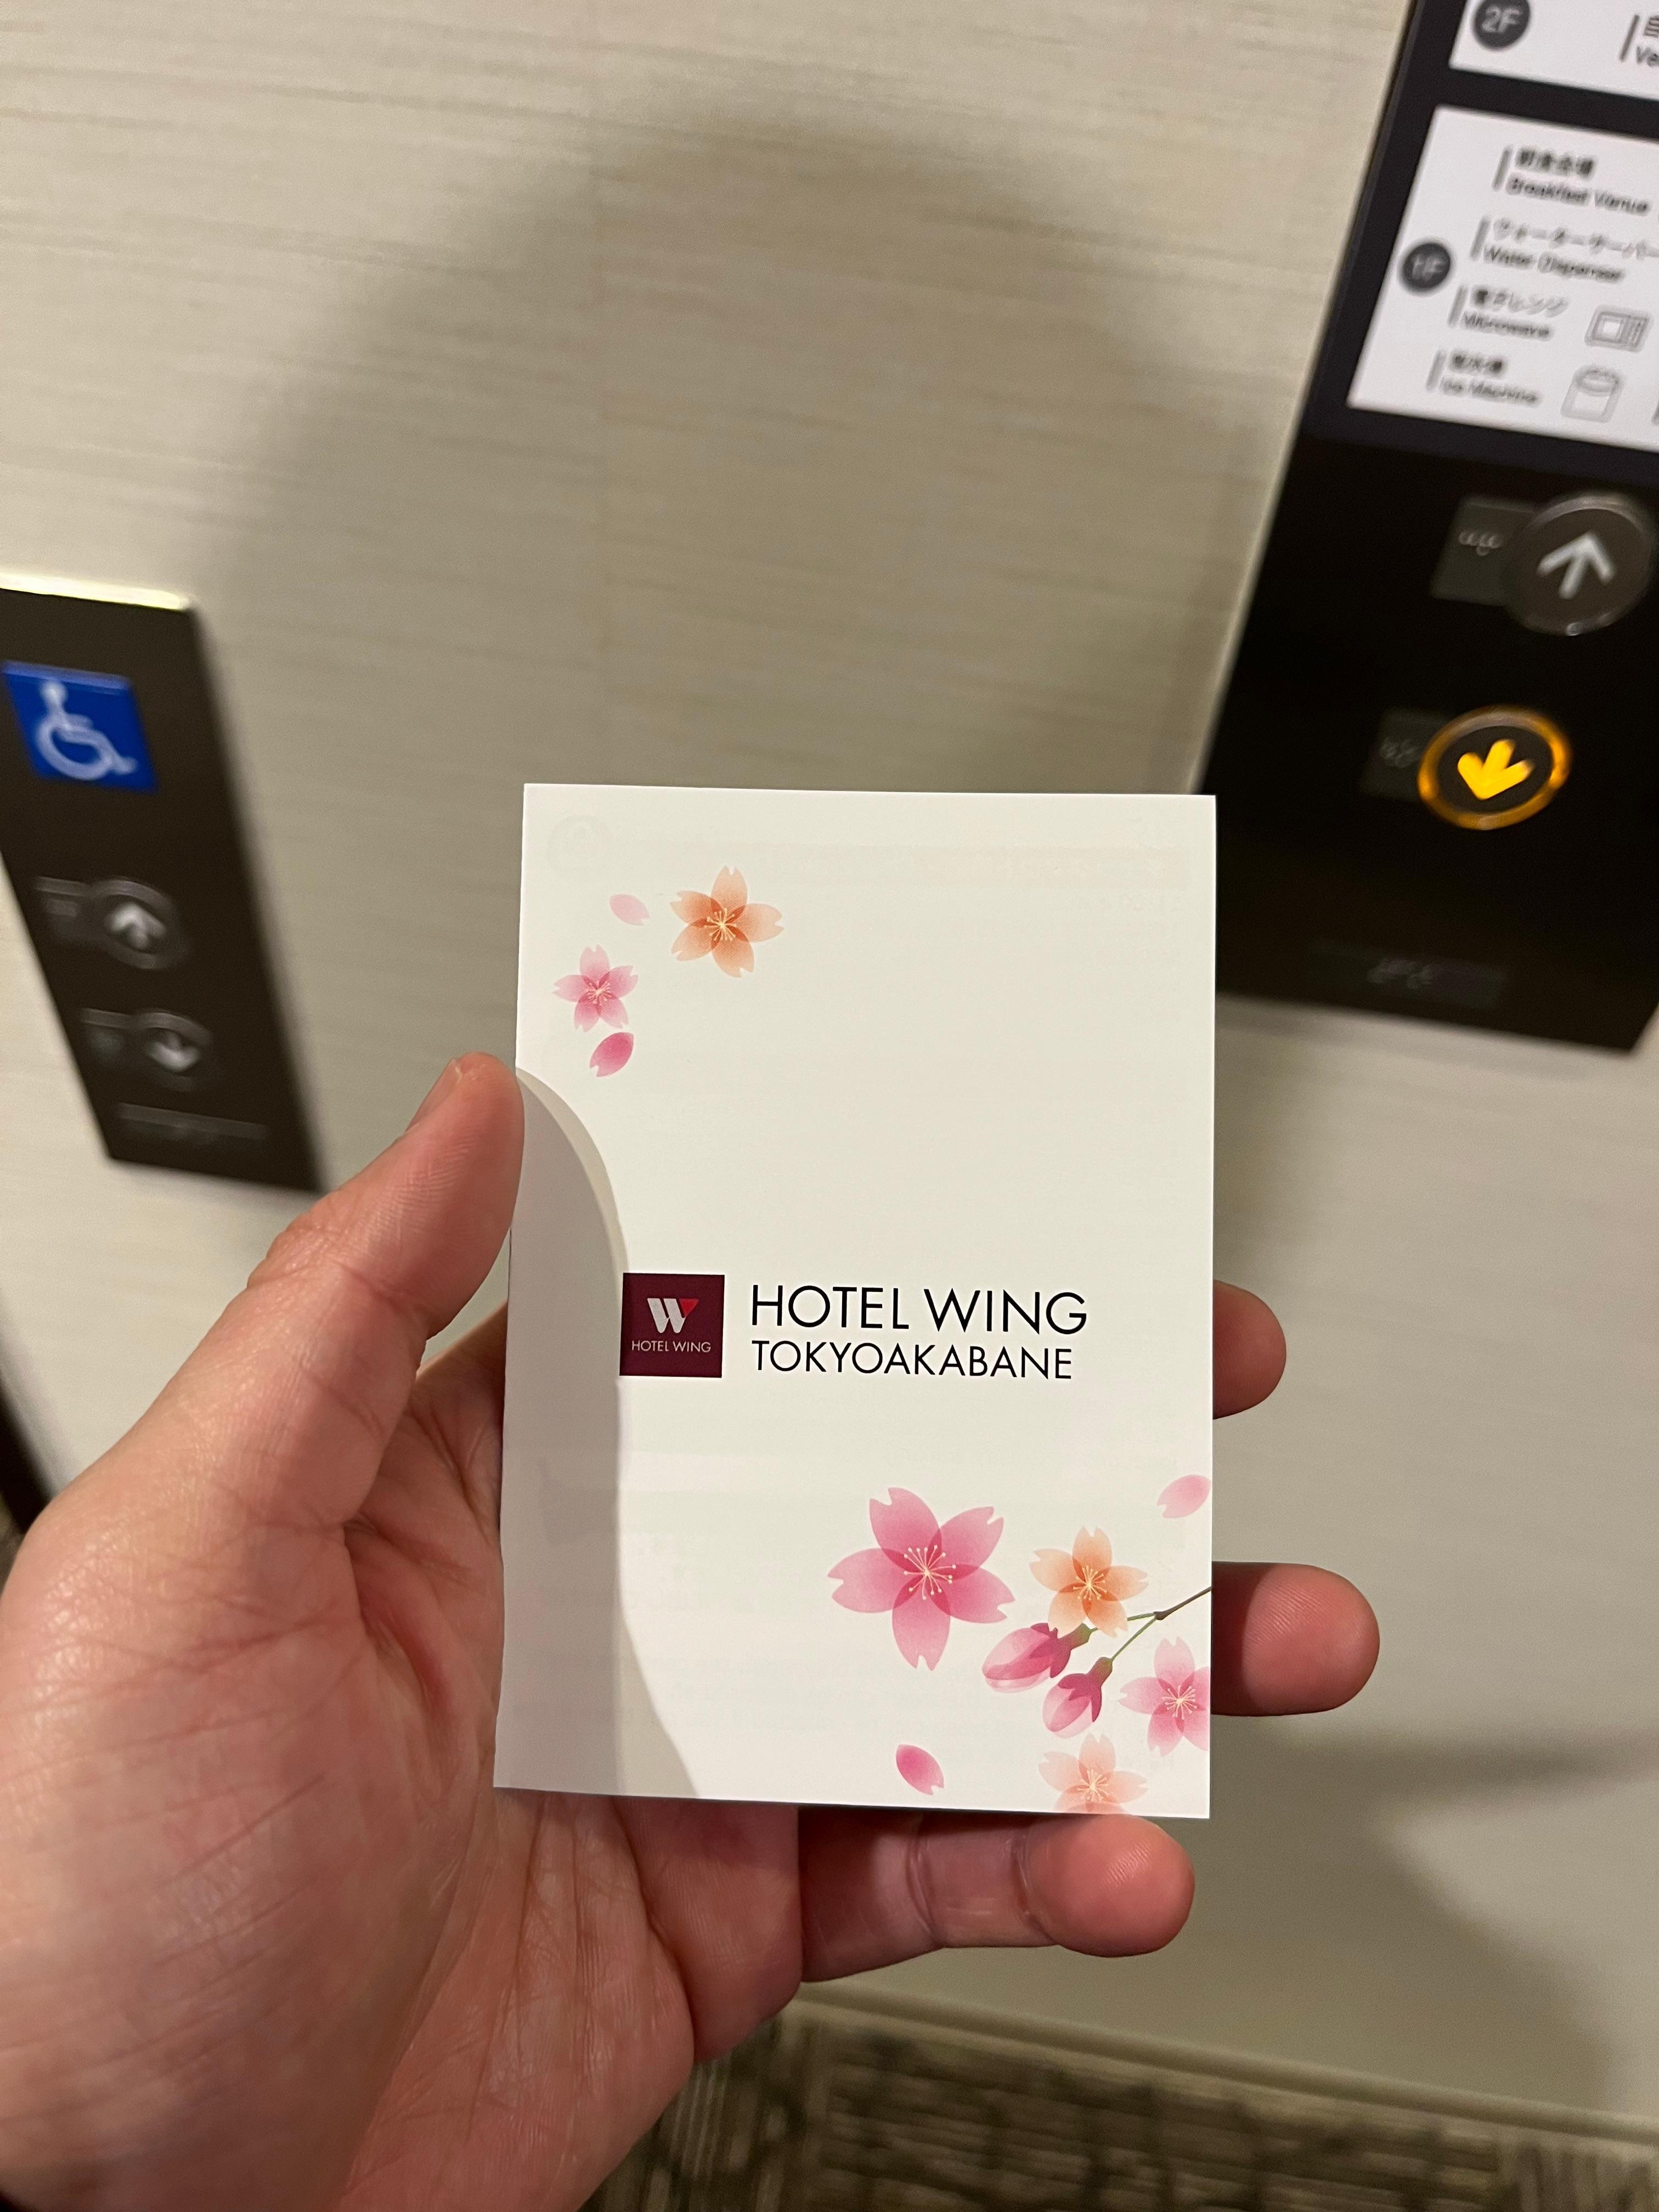 2F
朝食会場
Breakfast Venue
ウォーターサーバー
Water Dispenser
1F
電子レンジ
Microwave
製氷機
Ice Machine
HOTEL WING
HOTEL WING
TOKYOAKABANE